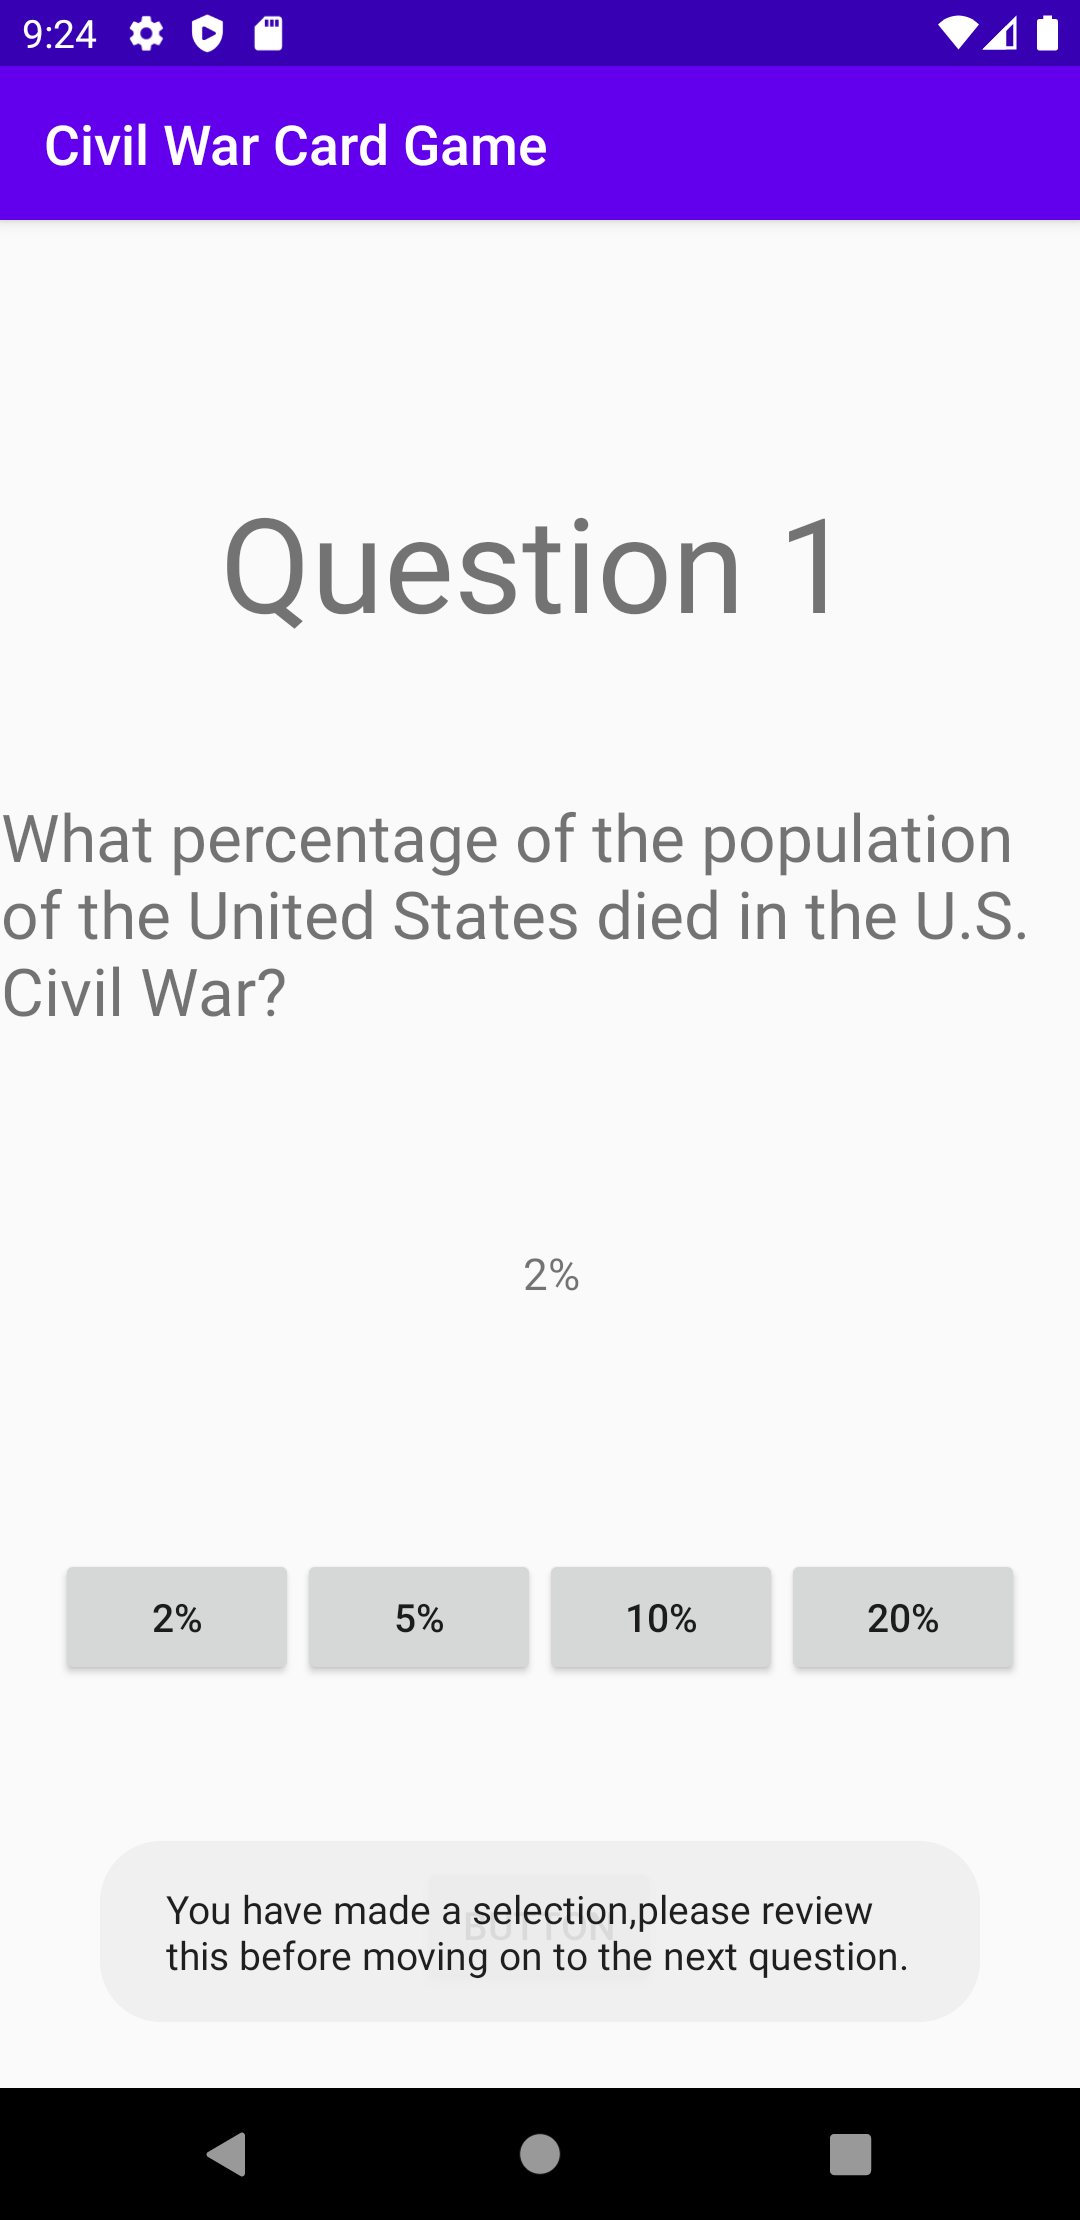 9:24
Civil War Card Game
Question 1
What percentage of the population
of the United States died in the U.S.
Civil War?
2%
2% 5% 10% 20%
BUTTON
You have made a selection,please review
this before moving on to the next question.